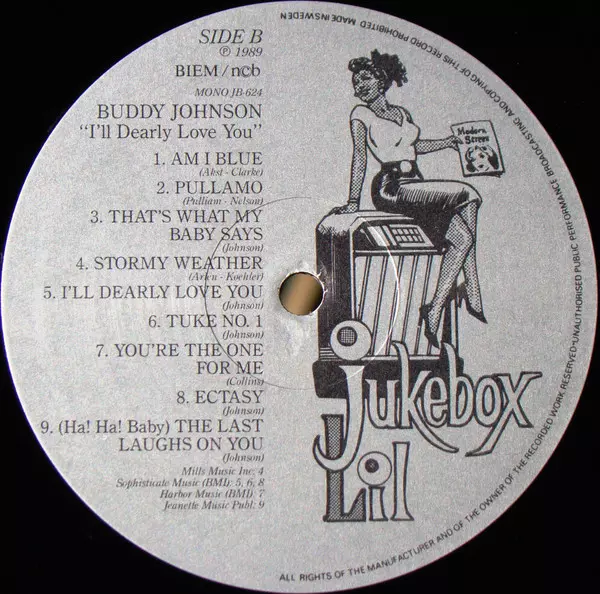 SIDE B
℗ 1989
BIEM/ncb
MONO JB-624
BUDDY JOHNSON
"I'll Dearly Love You"
1. AM I BLUE
(Akst - Clarke)
2. PULLAMO
(Pulliam - Nelson)
3. THAT'S WHAT MY
BABY SAYS
(Johnson)
4. STORMY WEATHER
(Arlen - Koehler)
5. I'LL DEARLY LOVE YOU
(Johnson)
6. TUKE NO. 1
(Johnson)
7. YOU'RE THE ONE
FOR ME
(Collins)
8. ECTASY
(Johnson)
9. (Ha! Ha! Baby) THE LAST
LAUGHS ON YOU
(Johnson)
Mills Music Inc. 4
Sophisticate Music (BMI): 5, 6, 8
Harbor Music (BMI): 7
Jeanette Music Publ: 9
Modern
Street
Jukebox
Lil
ALL RIGHTS OF THE MANUFACTURER AND OF THE OWNER OF THE RECORDED WORK RESERVED-UNAUTHORISED PUBLIC PERFORMANCE BROADCASTING AND COPYING OF THIS RECORD PROHIBITED MADE IN SWEDEN